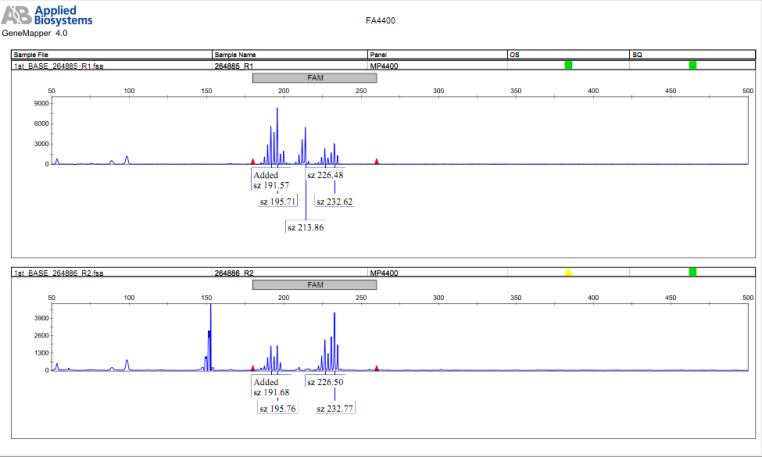 AB Applied
Biosystems
FA4400
GeneMapper 4.0
Sample File Sample Name Panel OS SQ
1st_BASE_264885_R1.fsa 264885_R1 MP4400
FAM
50 100 150 200 250 300 350 400 450 500
9000
6000
3000
0
Added
sz 191.57
sz 226.48
sz 195.71
sz 232.62
sz 213.86
1st_BASE_264886_R2.fsa 264886_R2 MP4400
FAM
50 100 150 200 250 300 350 400 450 500
3900
2600
1300
0
Added
sz 191.68
sz 226.50
sz 195.76
sz 232.77